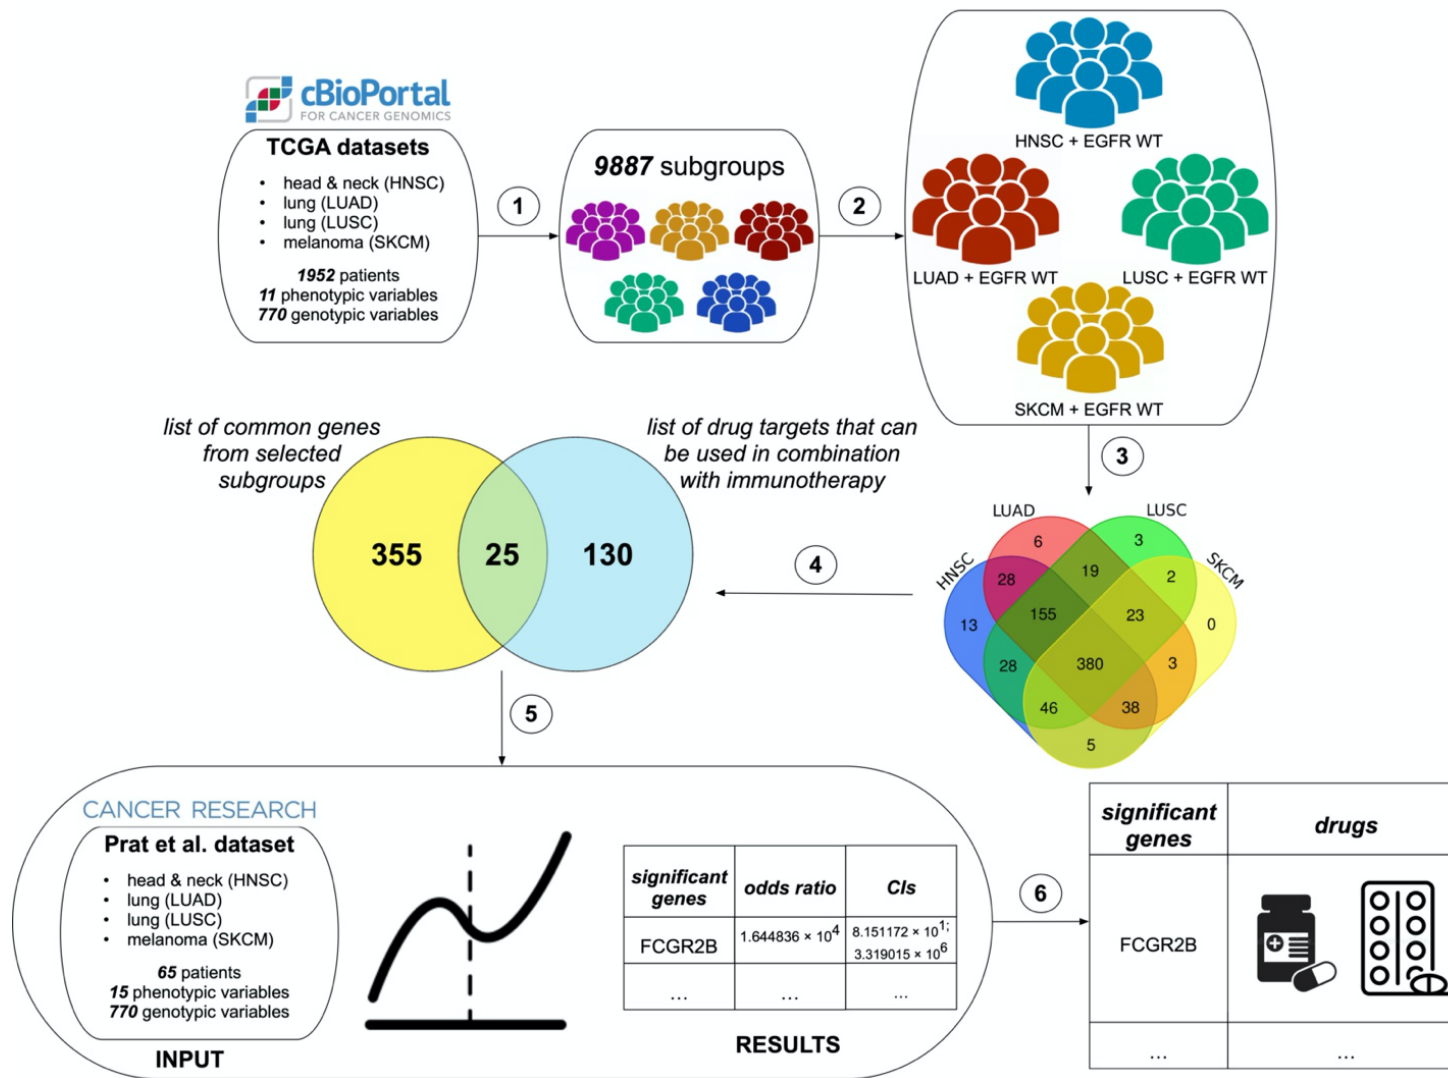 cBioPortal
FOR CANCER GENOMICS
TCGA datasets
• head & neck (HNSC)
• lung (LUAD)
• lung (LUSC)
• melanoma (SKCM)
1952 patients
11 phenotypic variables
770 genotypic variables
1
9887 subgroups
2
HNSC + EGFR WT
LUAD + EGFR WT
LUSC + EGFR WT
SKCM + EGFR WT
3
LUAD
LUSC
HNSC
SKCM
6
3
28
19
2
13
155
23
0
28
380
3
46
38
5
4
list of common genes
from selected
subgroups
list of drug targets that can
be used in combination
with immunotherapy
355
25
130
5
CANCER RESEARCH
Prat et al. dataset
• head & neck (HNSC)
• lung (LUAD)
• lung (LUSC)
• melanoma (SKCM)
65 patients
15 phenotypic variables
770 genotypic variables
INPUT
significant
genes
odds ratio
CIs
FCGR2B
1.644836 × 10⁴
8.151172 × 10¹;
3.319015 × 10⁶
...
...
...
RESULTS
6
significant
genes
drugs
FCGR2B
...
...